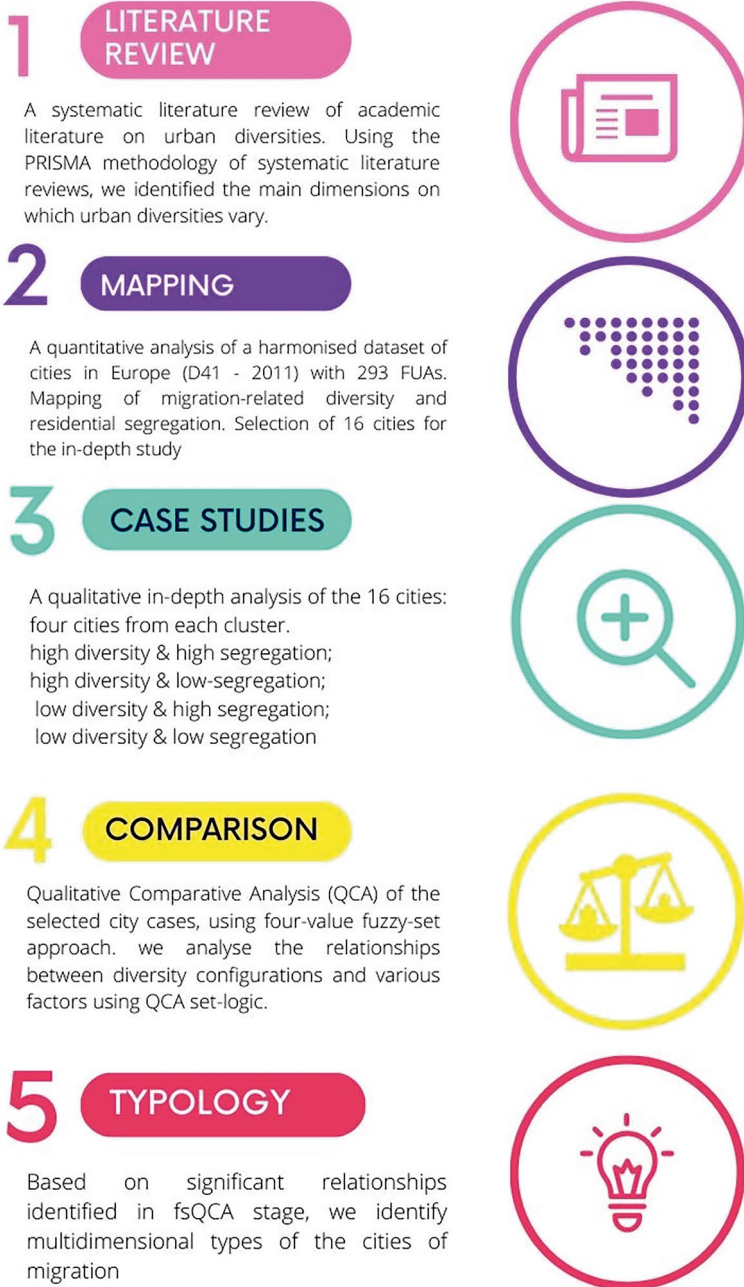 1
LITERATURE
REVIEW
A systematic literature review of academic
literature on urban diversities. Using the
PRISMA methodology of systematic literature
reviews, we identified the main dimensions on
which urban diversities vary.
2
MAPPING
A quantitative analysis of a harmonised dataset of
cities in Europe (D41 - 2011) with 293 FUAs.
Mapping of migration-related diversity and
residential segregation. Selection of 16 cities for
the in-depth study
3
CASE STUDIES
A qualitative in-depth analysis of the 16 cities:
four cities from each cluster.
high diversity & high segregation;
high diversity & low-segregation;
low diversity & high segregation;
low diversity & low segregation
4
COMPARISON
Qualitative Comparative Analysis (QCA) of the
selected city cases, using four-value fuzzy-set
approach. we analyse the relationships
between diversity configurations and various
factors using QCA set-logic.
5
TYPOLOGY
Based on significant relationships
identified in fsQCA stage, we identify
multidimensional types of the cities of
migration